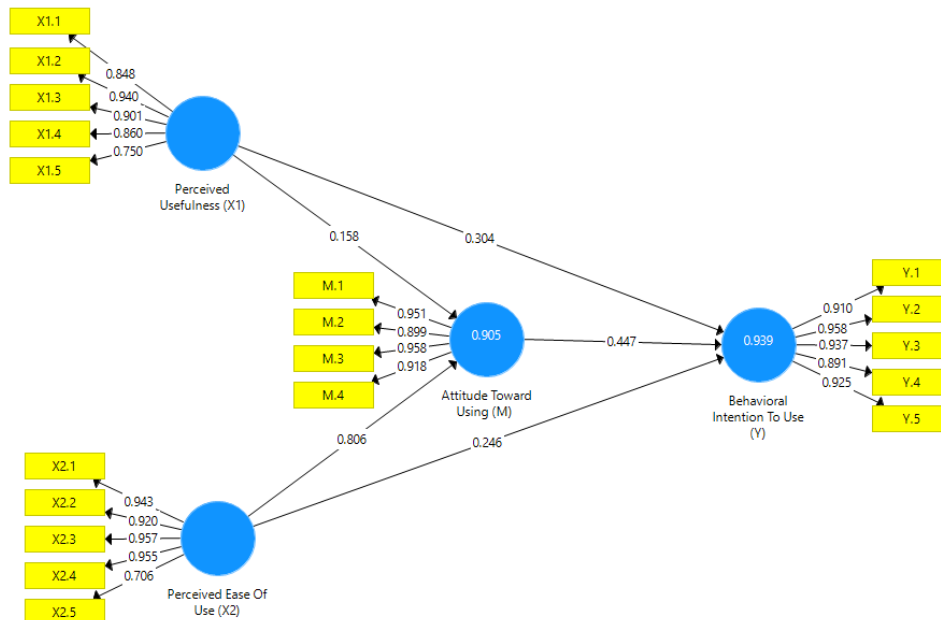 X1.1
X1.2
X1.3
X1.4
X1.5
0.848
0.940
0.901
0.860
0.750
Perceived
Usefulness (X1)
0.158
0.304
M.1
M.2
M.3
M.4
0.951
0.899
0.958
0.918
0.905
Attitude Toward
Using (M)
0.447
0.939
Behavioral
Intention To Use
(Y)
0.910
0.958
0.937
0.891
0.925
Y.1
Y.2
Y.3
Y.4
Y.5
0.806
0.246
X2.1
X2.2
X2.3
X2.4
X2.5
0.943
0.920
0.957
0.955
0.706
Perceived Ease Of
Use (X2)